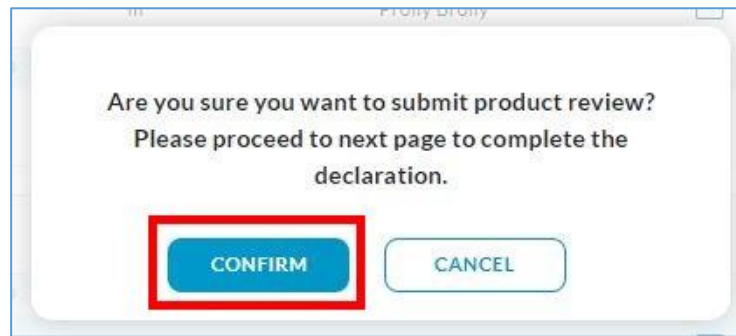 Are you sure you want to submit product review?
Please proceed to next page to complete the
declaration.
CONFIRM
CANCEL